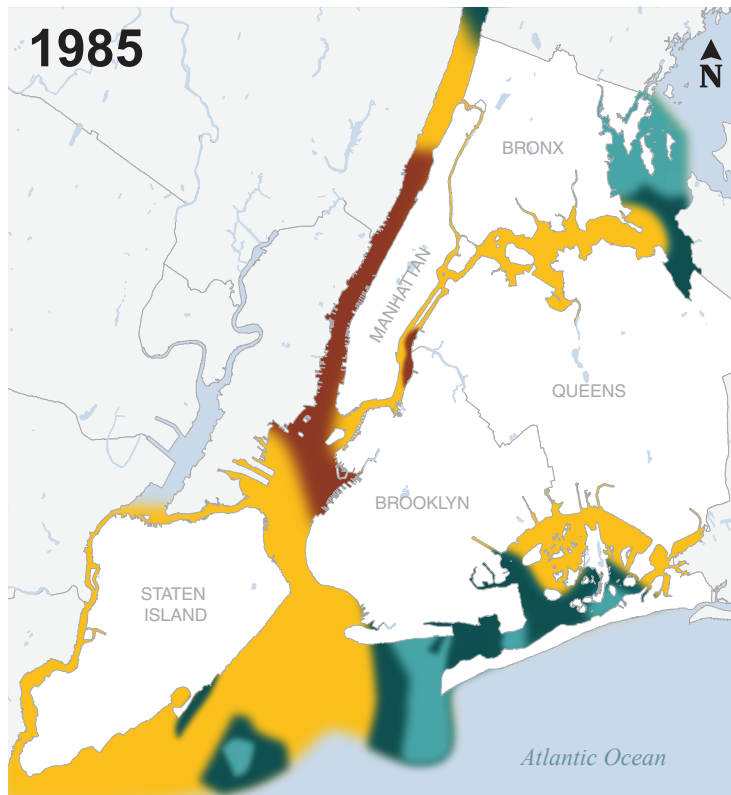 1985
N
BRONX
MANHATTAN
QUEENS
BROOKLYN
STATEN
ISLAND
Atlantic Ocean